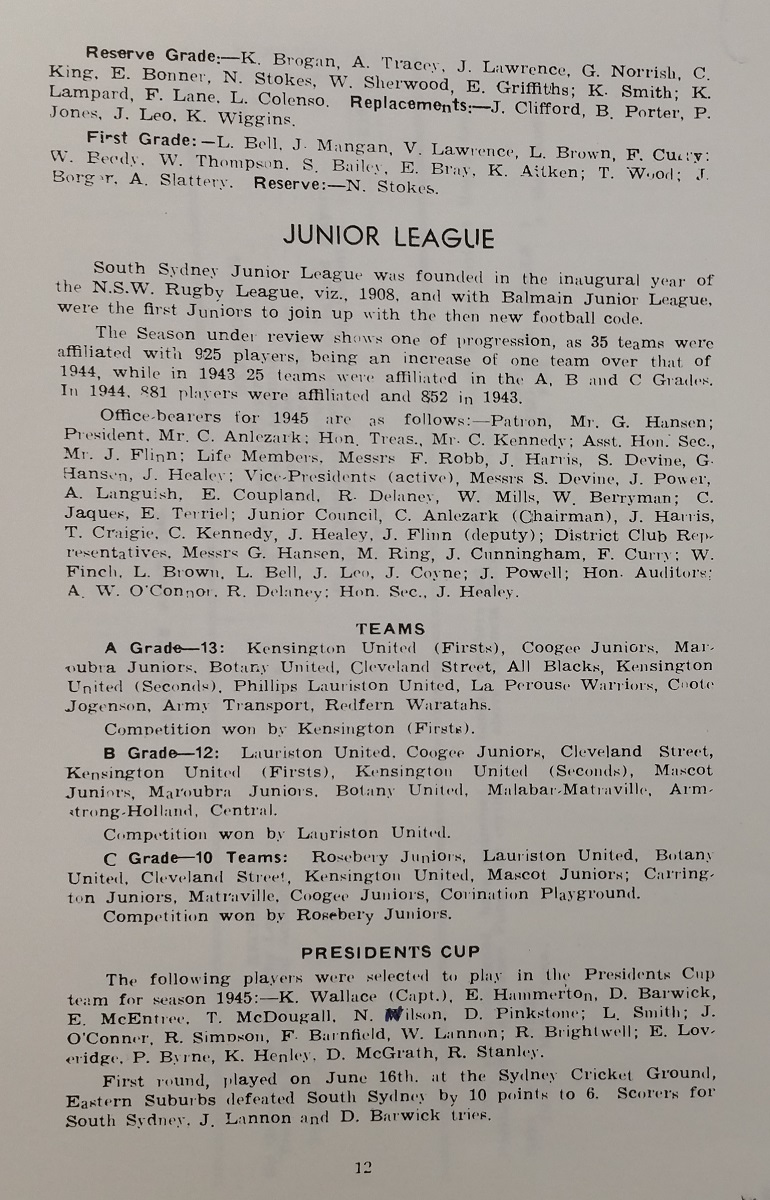 Reserve Grade:—K. Brogan, A. Tracey, J. Lawrence, G. Norrish, C.
King, E. Bonner, N. Stokes, W. Sherwood, E. Griffiths; K. Smith; K.
Lampard, F. Lane, L. Colenso. Replacements:—J. Clifford, B. Porter, P.
Jones, J. Leo, K. Wiggins.
First Grade:—L. Bell, J. Mangan, V. Lawrence, L. Brown, F. Curry;
W. Beedy, W. Thompson, S. Bailey, E. Bray, K. Aitken; T. Wood; J.
Borger, A. Slattery. Reserve:—N. Stokes.
JUNIOR LEAGUE
South Sydney Junior League was founded in the inaugural year of
the N.S.W. Rugby League, viz., 1908, and with Balmain Junior League,
were the first Juniors to join up with the then new football code.
The Season under review shows one of progression, as 35 teams were
affiliated with 925 players, being an increase of one team over that of
1944, while in 1943 25 teams were affiliated in the A, B and C Grades.
In 1944, 881 players were affiliated and 852 in 1943.
Office-bearers for 1945 are as follows:—Patron, Mr. G. Hansen;
President, Mr. C. Anlezark; Hon. Treas., Mr. C. Kennedy; Asst. Hon. Sec.,
Mr. J. Flinn; Life Members, Messrs F. Robb, J. Harris, S. Devine, G.
Hansen, J. Healey; Vice-Presidents (active), Messrs S. Devine, J. Power,
A. Languish, E. Coupland, R. Delaney, W. Mills, W. Berryman; C.
Jaques, E. Terriel; Junior Council, C. Anlezark (Chairman), J. Harris,
T. Craigie, C. Kennedy, J. Healey, J. Flinn (deputy); District Club Rep-
resentatives, Messrs G. Hansen, M. Ring, J. Cunningham, F. Curry; W.
Finch, L. Brown, L. Bell, J. Leo, J. Coyne; J. Powell; Hon. Auditors;
A. W. O'Connor, R. Delaney; Hon. Sec., J. Healey.
TEAMS
A Grade—13: Kensington United (Firsts), Coogee Juniors, Mar-
oubra Juniors, Botany United, Cleveland Street, All Blacks, Kensington
United (Seconds), Phillips Lauriston United, La Perouse Warriors, Coote
Jogenson, Army Transport, Redfern Waratahs.
Competition won by Kensington (Firsts).
B Grade—12: Lauriston United, Coogee Juniors, Cleveland Street,
Kensington United (Firsts), Kensington United (Seconds), Mascot
Juniors, Maroubra Juniors, Botany United, Malabar-Matraville, Arm-
strong-Holland, Central.
Competition won by Lauriston United.
C Grade—10 Teams: Rosebery Juniors, Lauriston United, Botany
United, Cleveland Street, Kensington United, Mascot Juniors; Carring-
ton Juniors, Matraville, Coogee Juniors, Corination Playground.
Competition won by Rosebery Juniors.
PRESIDENTS CUP
The following players were selected to play in the Presidents Cup
team for season 1945:—K. Wallace (Capt.), E. Hammerton, D. Barwick,
E. McEntree, T. McDougall, N. Wilson, D. Pinkstone; L. Smith; J.
O'Conner, R. Simpson, F. Barnfield, W. Lannon; R. Brightwell; E. Lov-
eridge, P. Byrne, K. Henley, D. McGrath, R. Stanley.
First round, played on June 16th. at the Sydney Cricket Ground,
Eastern Suburbs defeated South Sydney by 10 points to 6. Scorers for
South Sydney, J. Lannon and D. Barwick tries.
12